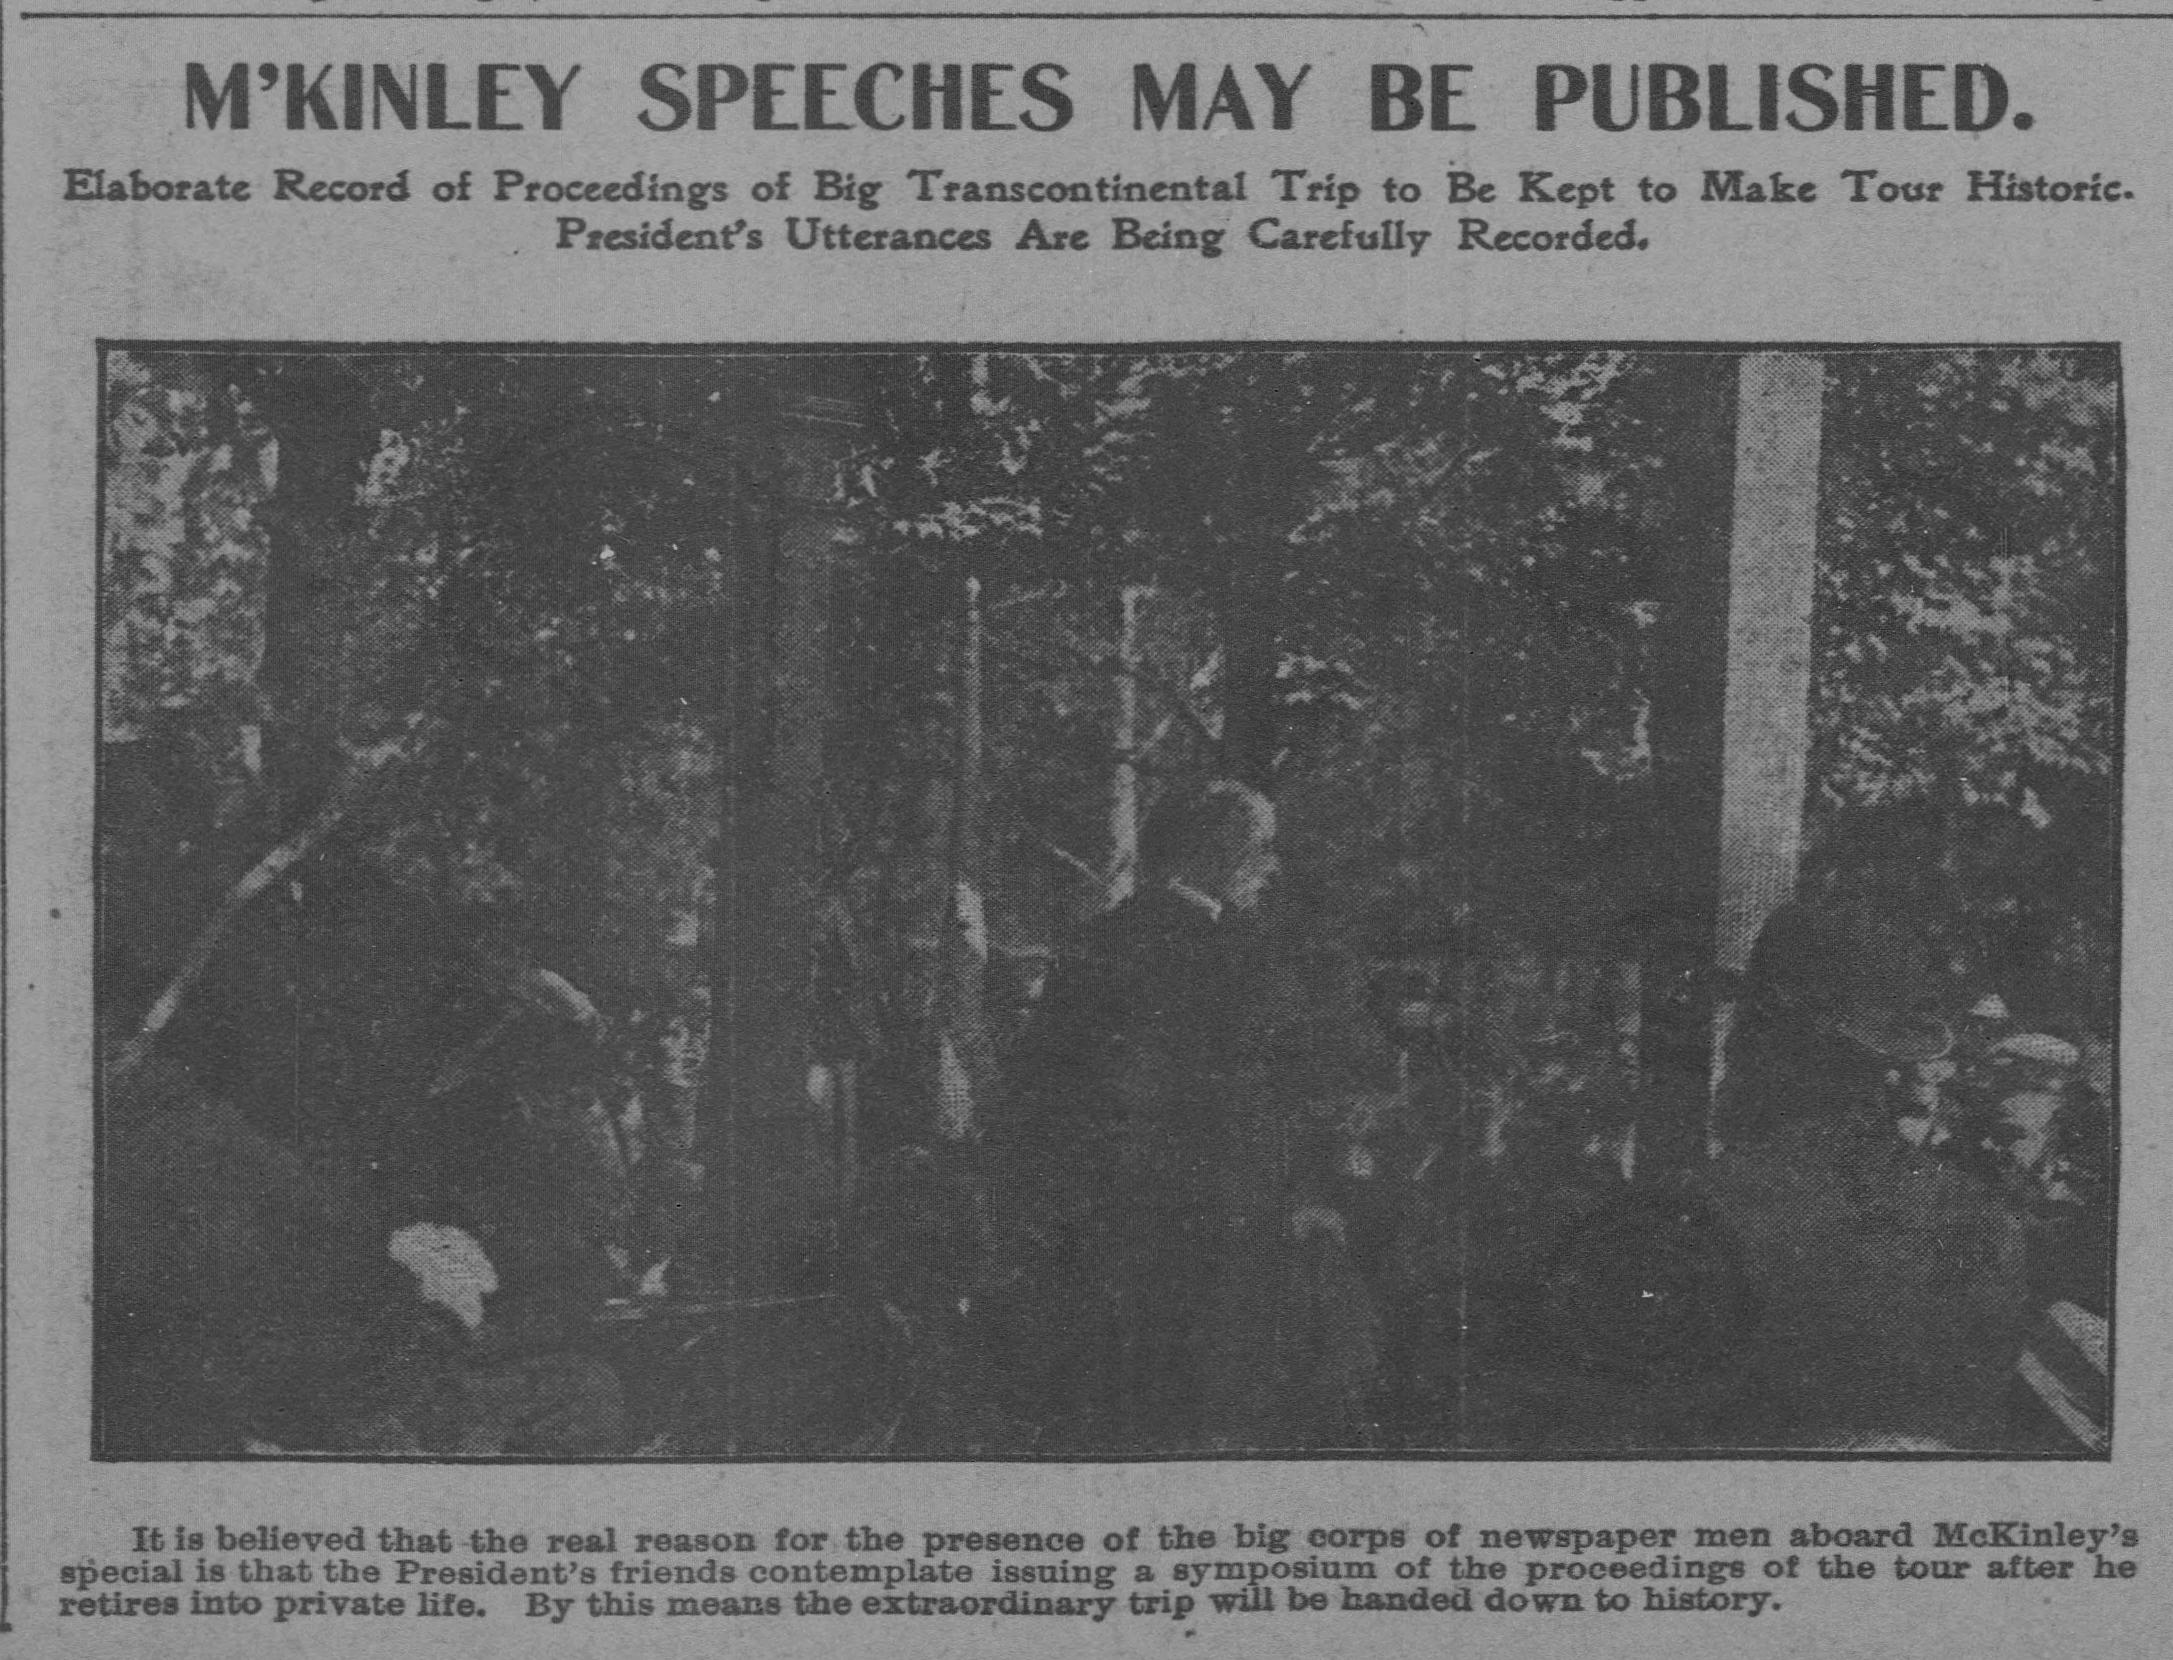 M'KINLEY SPEECHES MAY BE PUBLISHED.
Elaborate Record of Proceedings of Big Transcontinental Trip to Be Kept to Make Tour Historic.
President's Utterances Are Being Carefully Recorded.
It is believed that the real reason for the presence of the big corps of newspaper men aboard McKinley's
special is that the President's friends contemplate issuing a symposium of the proceedings of the tour after he
retires into private life. By this means the extraordinary trip will be handed down to history.